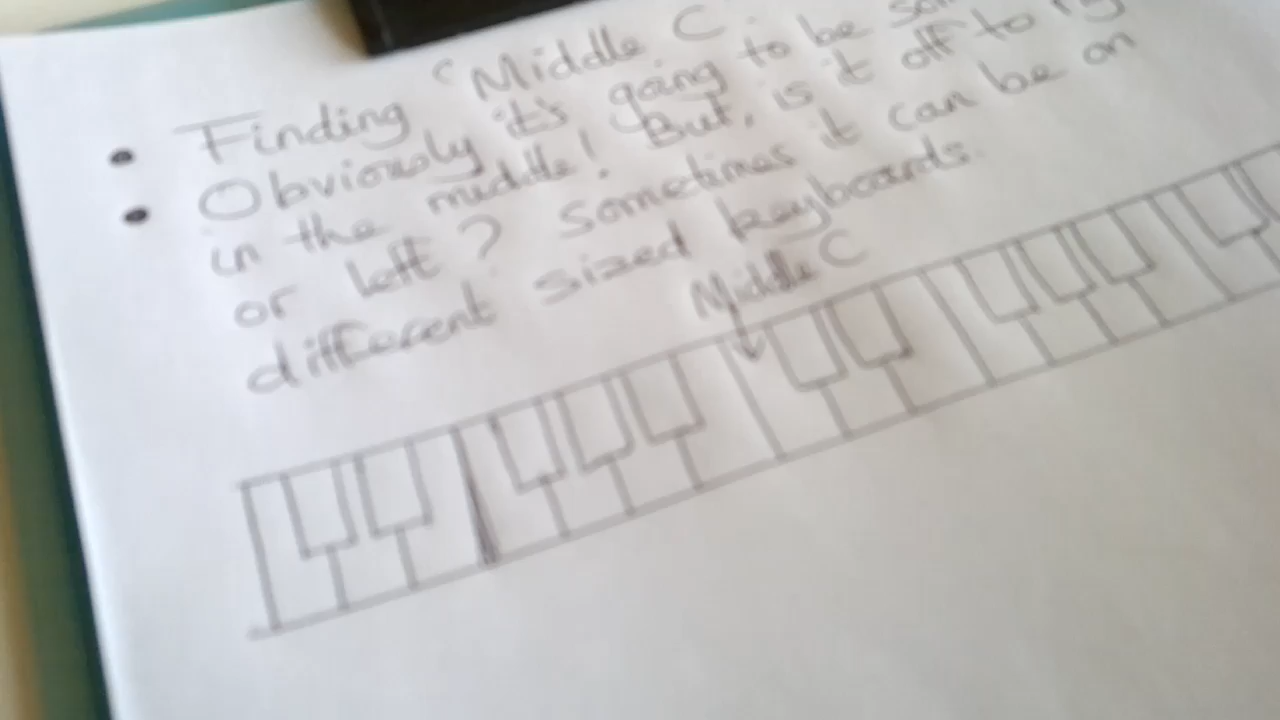 • Finding "Middle C
• Obviously it's going to be
in the middle! But, is it off to
or left? Sometimes it can be on
different sized keyboards.
Middle C